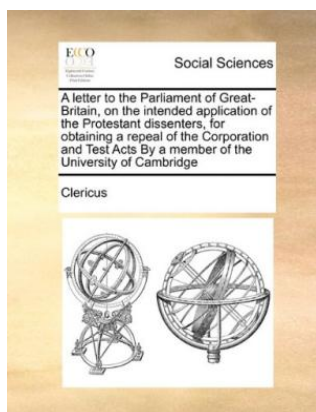 ECCO
Social Sciences
A letter to the Parliament of Great-
Britain, on the intended application of
the Protestant dissenters, for
obtaining a repeal of the Corporation
and Test Acts By a member of the
University of Cambridge
Clericus